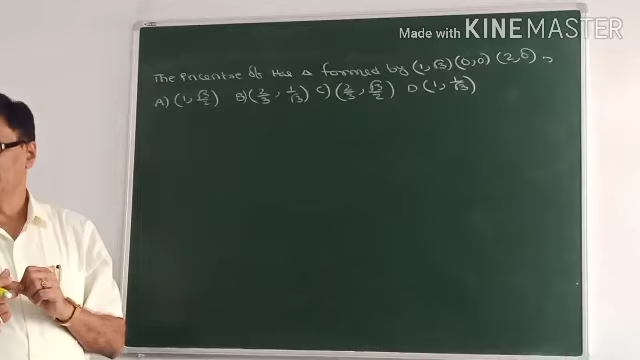 Made with KINEMASTER
The Incentre of the Δ formed by (1, √3) (0, 0) (2, 0) is
A) (1, √3/2) B) (2/3, 1/√3) C) (2/3, √3/2) D (1, 1/√3)